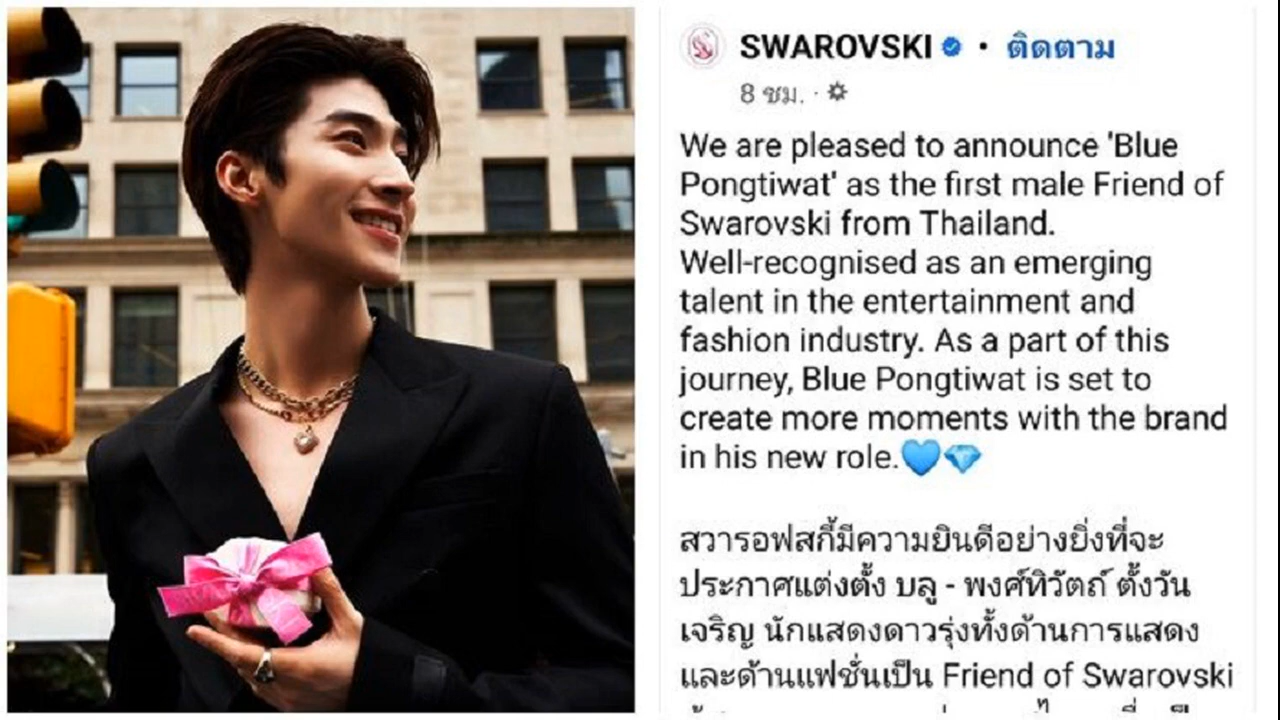 SWAROVSKI • ติดตาม
8 ชม. ·
We are pleased to announce 'Blue
Pongtiwat' as the first male Friend of
Swarovski from Thailand.
Well-recognised as an emerging
talent in the entertainment and
fashion industry. As a part of this
journey, Blue Pongtiwat is set to
create more moments with the brand
in his new role.💙💎
สวารอฟสกี้มีความยินดีอย่างยิ่งที่จะ
ประกาศแต่งตั้ง บลู - พงศ์ทิวัตถ์ ตั้งวัน
เจริญ นักแสดงดาวรุ่งทั้งด้านการแสดง
และด้านแฟชั่นเป็น Friend of Swarovski